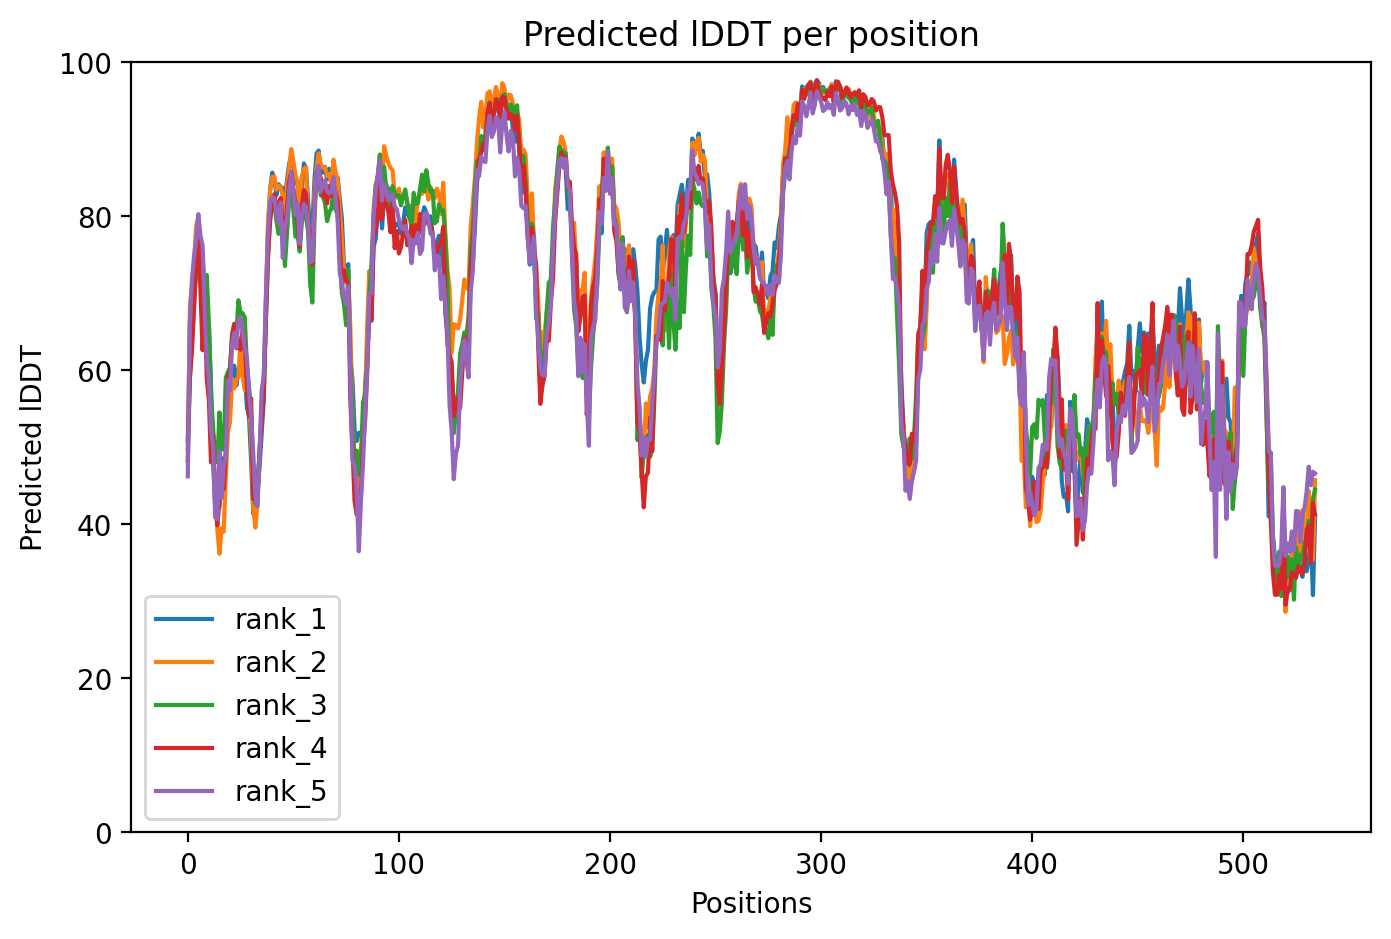 Predicted lDDT per position
Predicted lDDT
100
80
60
40
20
0
rank_1
rank_2
rank_3
rank_4
rank_5
0 100 200 300 400 500
Positions